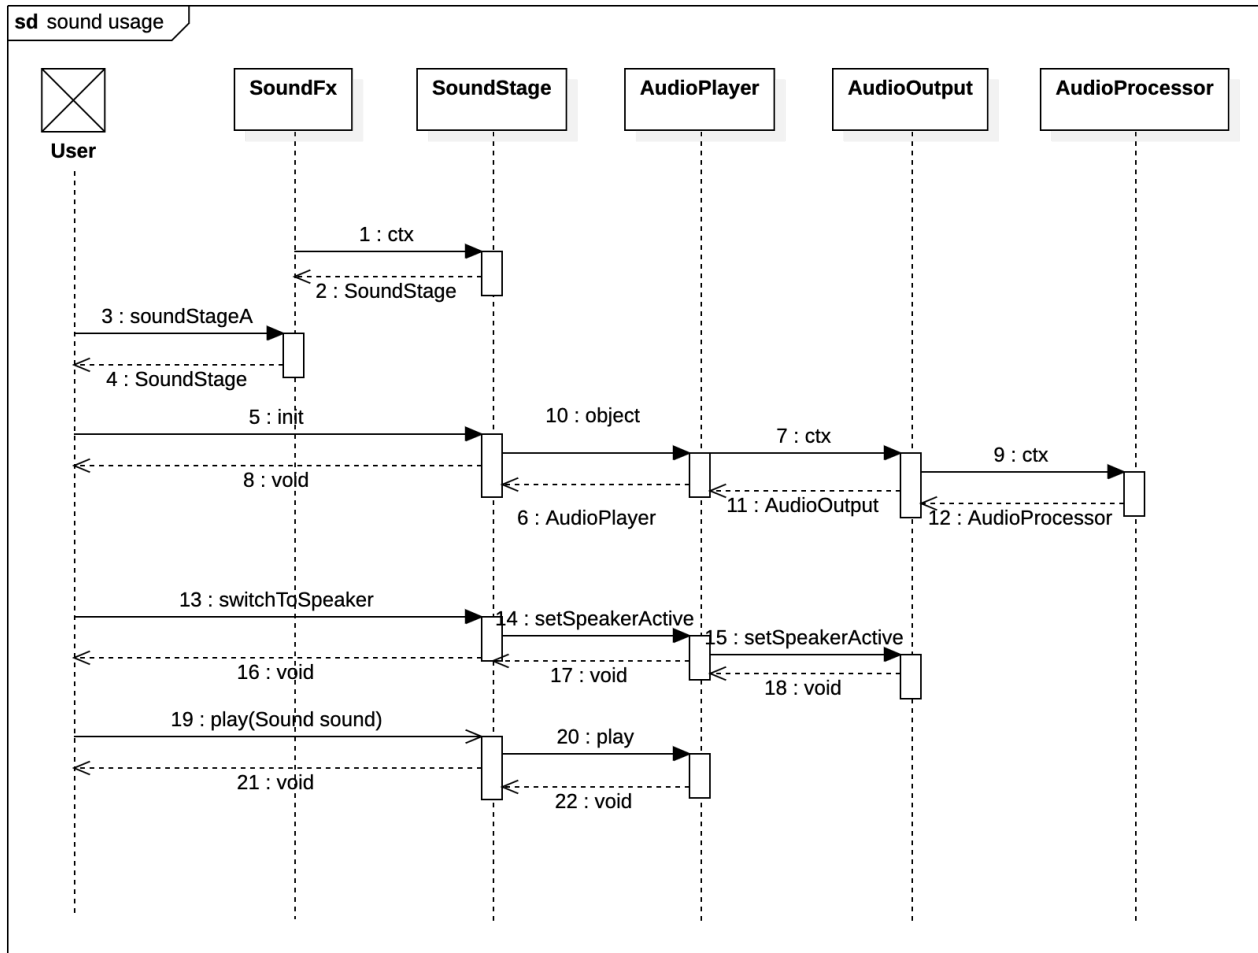 sd sound usage
SoundFx
SoundStage
AudioPlayer
AudioOutput
AudioProcessor
User
1 : ctx
2 : SoundStage
3 : soundStageA
4 : SoundStage
5 : init
10 : object
7 : ctx
9 : ctx
8 : void
6 : AudioPlayer
11 : AudioOutput
12 : AudioProcessor
13 : switchToSpeaker
14 : setSpeakerActive
15 : setSpeakerActive
16 : void
17 : void
18 : void
19 : play(Sound sound)
20 : play
21 : void
22 : void